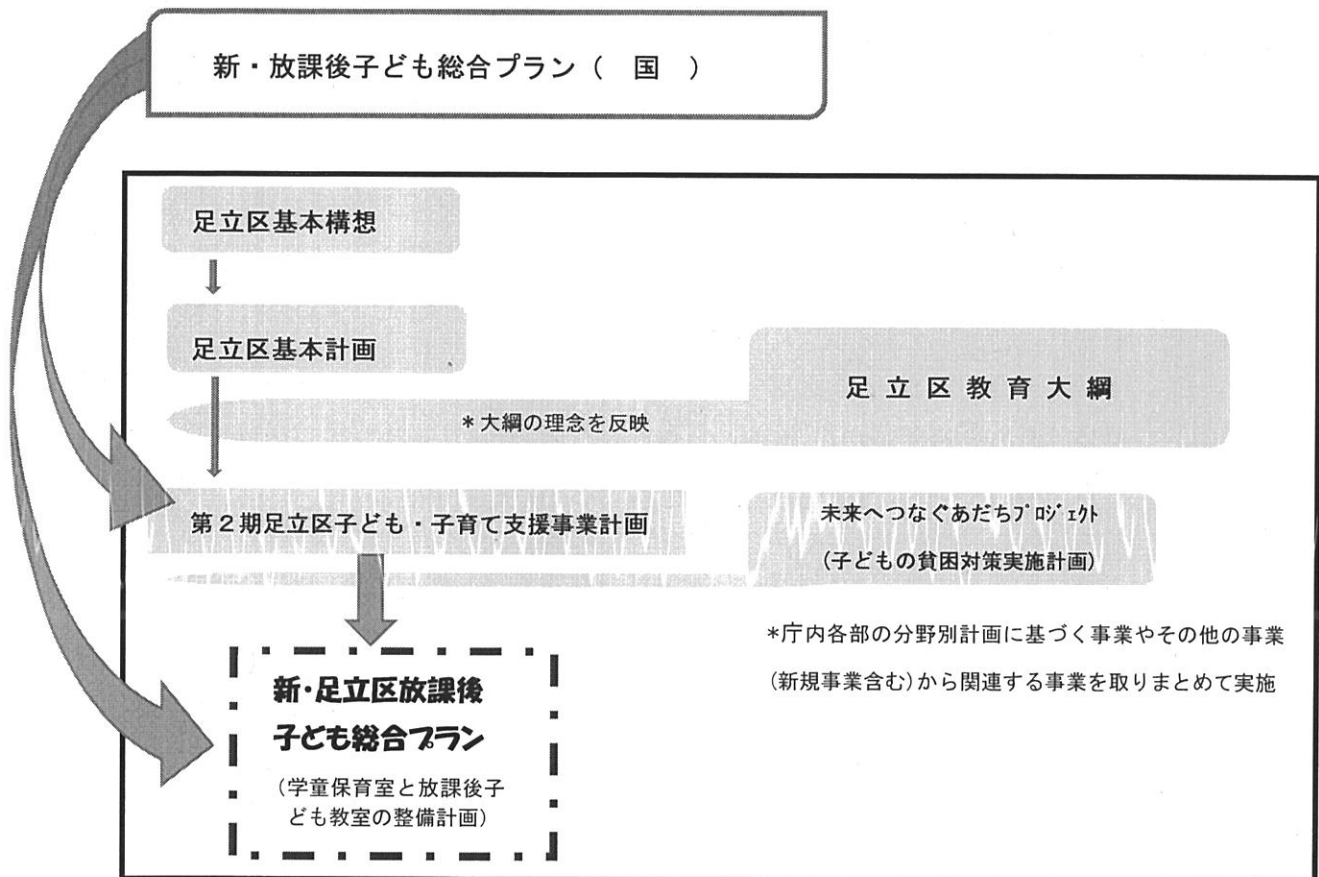 新・放課後子ども総合プラン（　国　）
足立区基本構想
足立区基本計画
足立区教育大綱
*大綱の理念を反映
第２期足立区子ども・子育て支援事業計画
未来へつなぐあだちﾌﾟﾛｼﾞｪｸﾄ
(子どもの貧困対策実施計画)
*庁内各部の分野別計画に基づく事業やその他の事業
(新規事業含む)から関連する事業を取りまとめて実施
新・足立区放課後
子ども総合プラン
（学童保育室と放課後子
ども教室の整備計画）